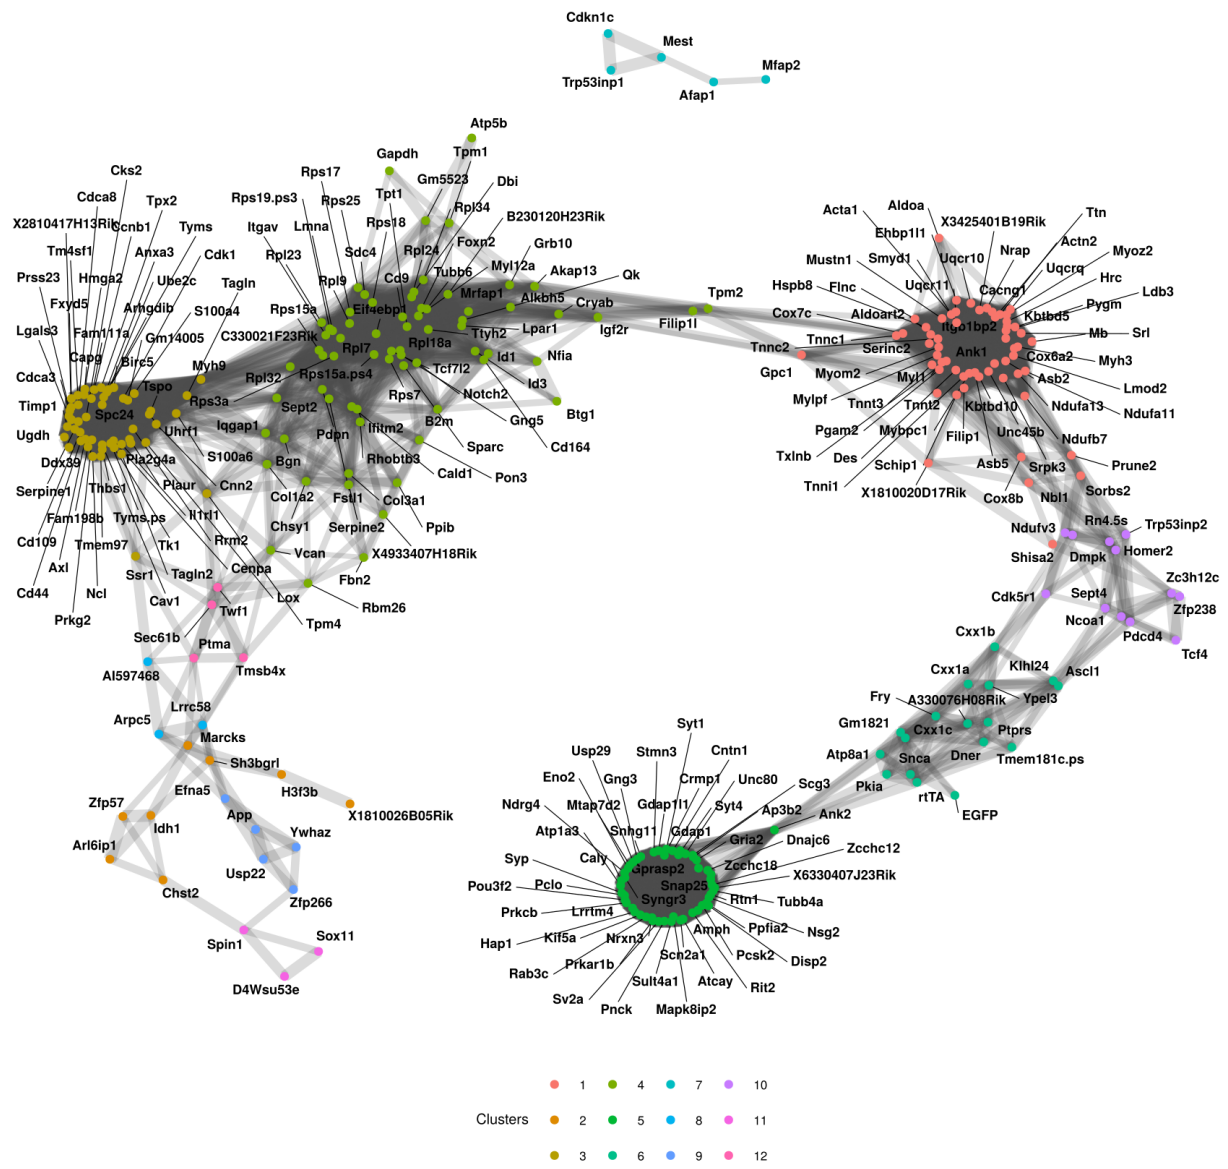 Cdkn1c
Mest
Mfap2
Trp53inp1
Afap1
Atp5b
Tpm1
Gapdh
Gm5523
Dbi
Cks2
Rps17
Tpt1
Rpl34
Cdca8
Tpx2
Rps19.ps3
Rps25
Rps18
B230120H23Rik
X2810417H13Rik
Ccnb1
Tyms
Itgav
Lmna
Foxn2
Grb10
Tm4sf1
Anxa3
Cdk1
Rpl23
Sdc4
Rpl24
Tubb6
Myl12a
Akap13
Qk
Prss23
Hmga2
Ube2c
Tagln
Rpl9
Cd9
Mrfap1
Alkbh5
Cryab
Fxyd5
Arhgdib
S100a4
Rps15a
Eif4ebp1
Lpar1
Igf2r
Filip1l
Tpm2
Lgals3
Fam111a
Gm14005
C330021F23Rik
Rpl7
Rpl18a
Ttyh2
Id1
Nfia
Capg
Birc5
Myh9
Rpl32
Rps15a.ps4
Tcf7l2
Id3
Cdca3
Tspo
Rps3a
Sept2
Rps7
Notch2
Btg1
Timp1
Spc24
Uhrf1
Iqgap1
Pdpn
Ifitm2
B2m
Gng5
Cd164
Ugdh
Ddx39
Pla2g4a
S100a6
Bgn
Rhobtb3
Sparc
Cald1
Pon3
Serpine1
Thbs1
Plaur
Cnn2
Col1a2
Fstl1
Col3a1
Fam198b
Tyms.ps
Il1rl1
Chsy1
Serpine2
Ppib
Cd109
Tmem97
Tk1
Rrm2
Vcan
X4933407H18Rik
Axl
Ssr1
Tagln2
Cenpa
Fbn2
Cd44
Ncl
Cav1
Twf1
Lox
Rbm26
Prkg2
Sec61b
Ptma
Tpm4
AI597468
Tmsb4x
Arpc5
Lrrc58
Marcks
Sh3bgrl
Efna5
H3f3b
X1810026B05Rik
Zfp57
Idh1
App
Ywhaz
Arl6ip1
Usp22
Chst2
Zfp266
Spin1
Sox11
D4Wsu53e
Acta1
Aldoa
X3425401B19Rik
Ttn
Ehbp1l1
Actn2
Mustn1
Smyd1
Uqcr10
Nrap
Myoz2
Hspb8
Flnc
Uqcr11
Cacng1
Uqcrq
Hrc
Ldb3
Cox7c
Aldoart2
Itgb1bp2
Kbtbd5
Pygm
Tnnc2
Tnnc1
Serinc2
Ank1
Mb
Srl
Gpc1
Myom2
Myl1
Cox6a2
Myh3
Mylpf
Tnnt3
Tnnt2
Kbtbd10
Asb2
Lmod2
Pgam2
Mybpc1
Filip1
Unc45b
Ndufa13
Ndufa11
Txlnb
Des
Schip1
Asb5
Srpk3
Ndufb7
Prune2
Tnni1
X1810020D17Rik
Cox8b
Nbl1
Sorbs2
Ndufv3
Rn4.5s
Trp53inp2
Shisa2
Dmpk
Homer2
Cdk5r1
Sept4
Zc3h12c
Ncoa1
Zfp238
Pdcd4
Tcf4
Cxx1b
Cxx1a
Klhl24
Ascl1
Fry
A330076H08Rik
Ypel3
Gm1821
Cxx1c
Ptprs
Atp8a1
Snca
Dner
Tmem181c.ps
Pkia
rtTA
EGFP
Syt1
Usp29
Stmn3
Cntn1
Eno2
Gng3
Crmp1
Unc80
Scg3
Ndrg4
Mtap7d2
Gdap1l1
Syt4
Ap3b2
Ank2
Atp1a3
Snhg11
Gdap1
Gria2
Dnajc6
Syp
Caly
Gprasp2
Zcchc18
Zcchc12
Pou3f2
Pclo
Snap25
X6330407J23Rik
Prkcb
Lrrtm4
Syngr3
Rtn1
Tubb4a
Hap1
Kif5a
Nrxn3
Amph
Ppfia2
Nsg2
Rab3c
Prkar1b
Scn2a1
Pcsk2
Disp2
Sv2a
Sult4a1
Atcay
Rit2
Pnck
Mapk8ip2
Clusters
1 4 7 10
2 5 8 11
3 6 9 12